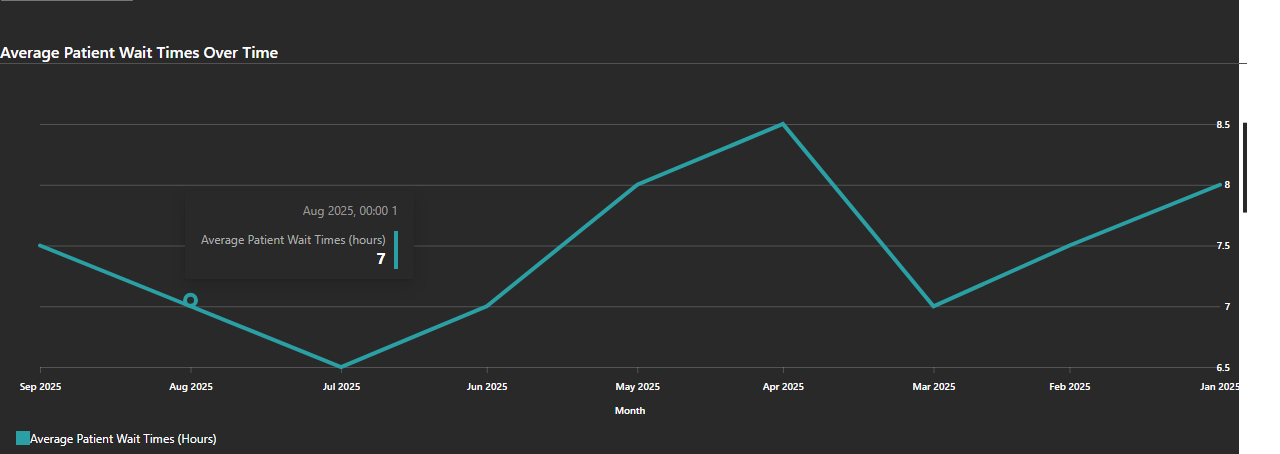 Average Patient Wait Times Over Time
8.5
8
7.5
7
6.5
Aug 2025, 00:00 1
Average Patient Wait Times (hours)
7
Sep 2025 Aug 2025 Jul 2025 Jun 2025 May 2025 Apr 2025 Mar 2025 Feb 2025 Jan 2025
Month
Average Patient Wait Times (Hours)